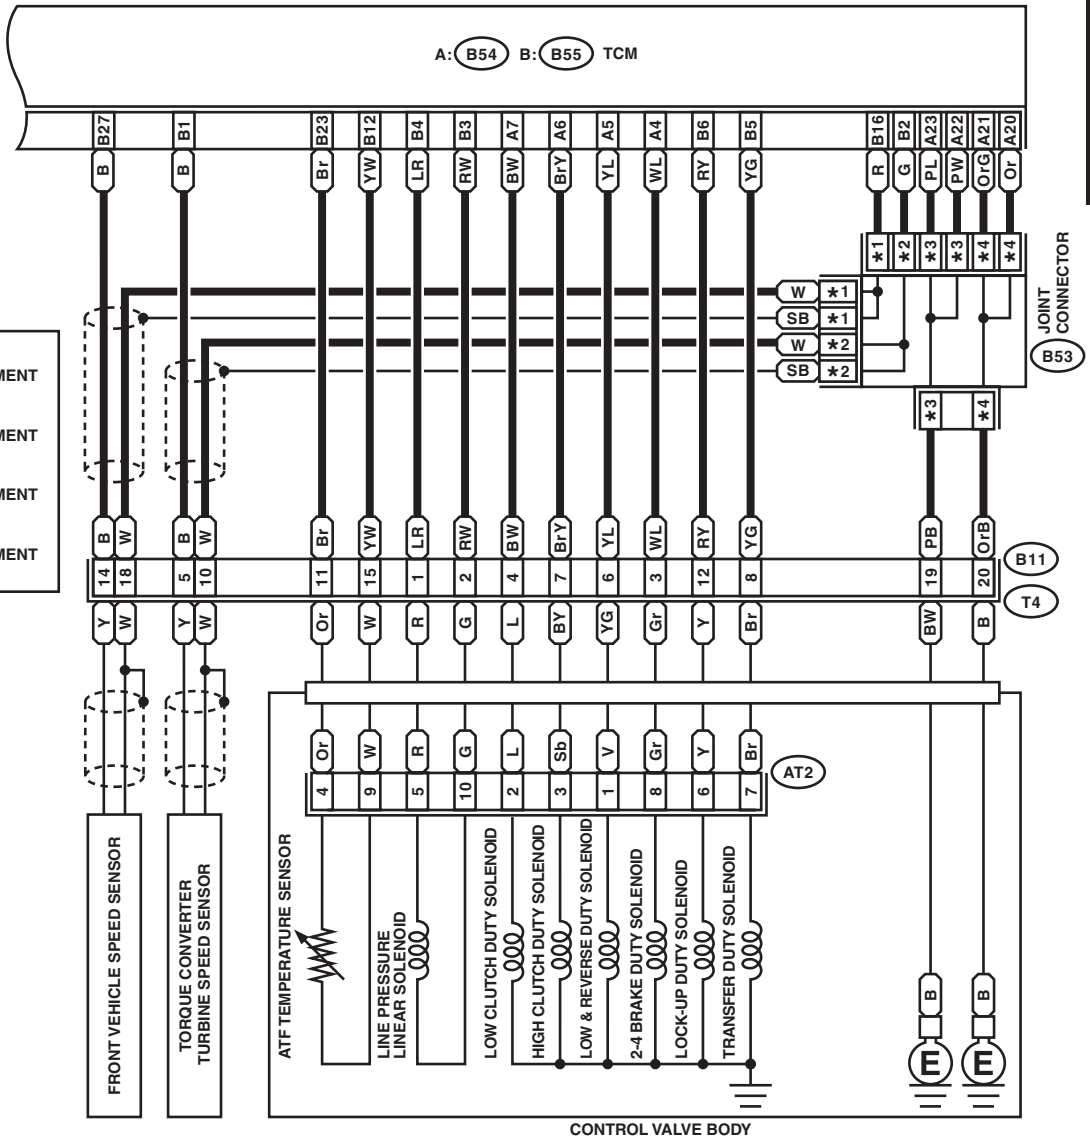 A: B54 B: B55 TCM
B27 B1 B23 B12 B4 B3 A7 A6 A5 A4 B6 B5 B16 B2 A23 A22 A21 A20
B B Br YW LR RW BW BrY YL WL RY YG R G PL PW OrG Or
*1 *2 *3 *3 *4 *4
W *1
SB *1
W *2
SB *2
JOINT
CONNECTOR
B53
*3 *4
MENT
MENT
MENT
MENT
B W B W Br YW LR RW BW BrY YL WL RY YG PB OrB
14 18 5 10 11 15 1 2 4 7 6 3 12 8 19 20
B11
T4
Y W Y W Or W R G L BY YG Gr Y Br BW B
Or W R G L Sb V Gr Y Br
4 9 5 10 2 3 1 8 6 7
AT2
FRONT VEHICLE SPEED SENSOR
TORQUE CONVERTER
TURBINE SPEED SENSOR
ATF TEMPERATURE SENSOR
LINE PRESSURE
LINEAR SOLENOID
LOW CLUTCH DUTY SOLENOID
HIGH CLUTCH DUTY SOLENOID
LOW & REVERSE DUTY SOLENOID
2-4 BRAKE DUTY SOLENOID
LOCK-UP DUTY SOLENOID
TRANSFER DUTY SOLENOID
B B
E E
CONTROL VALVE BODY